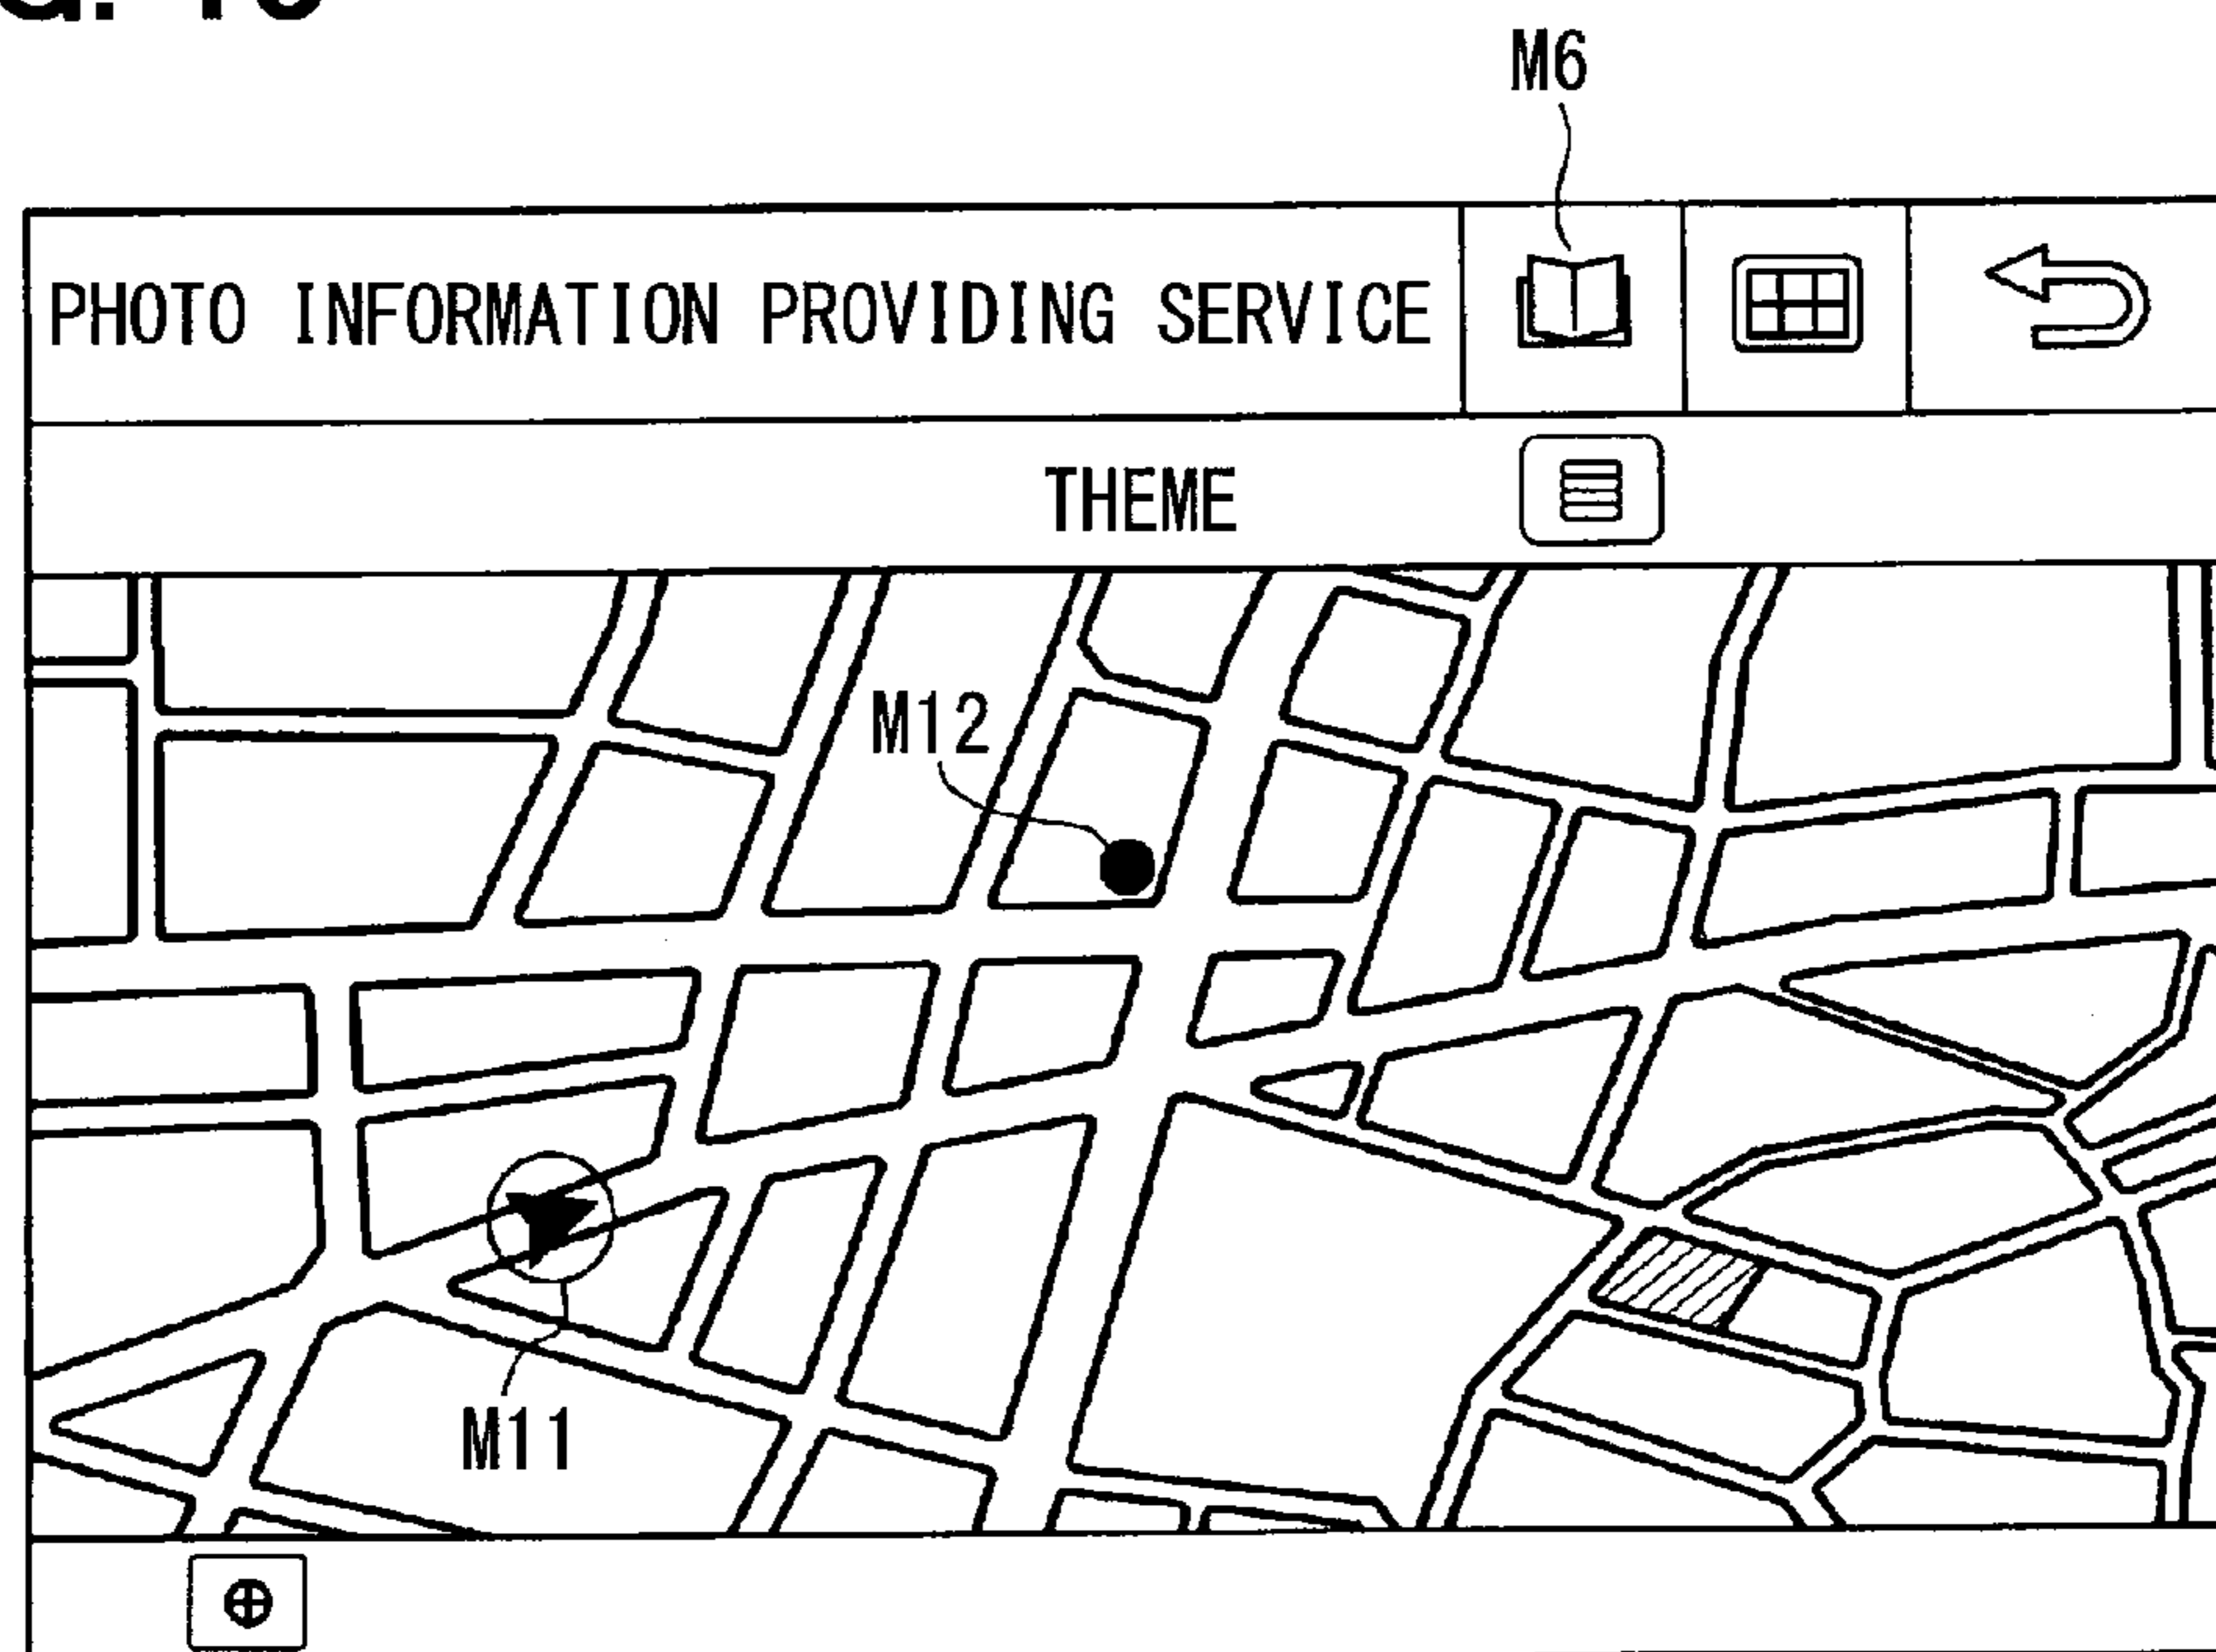 M6
PHOTO INFORMATION PROVIDING SERVICE
THEME
M12
M11